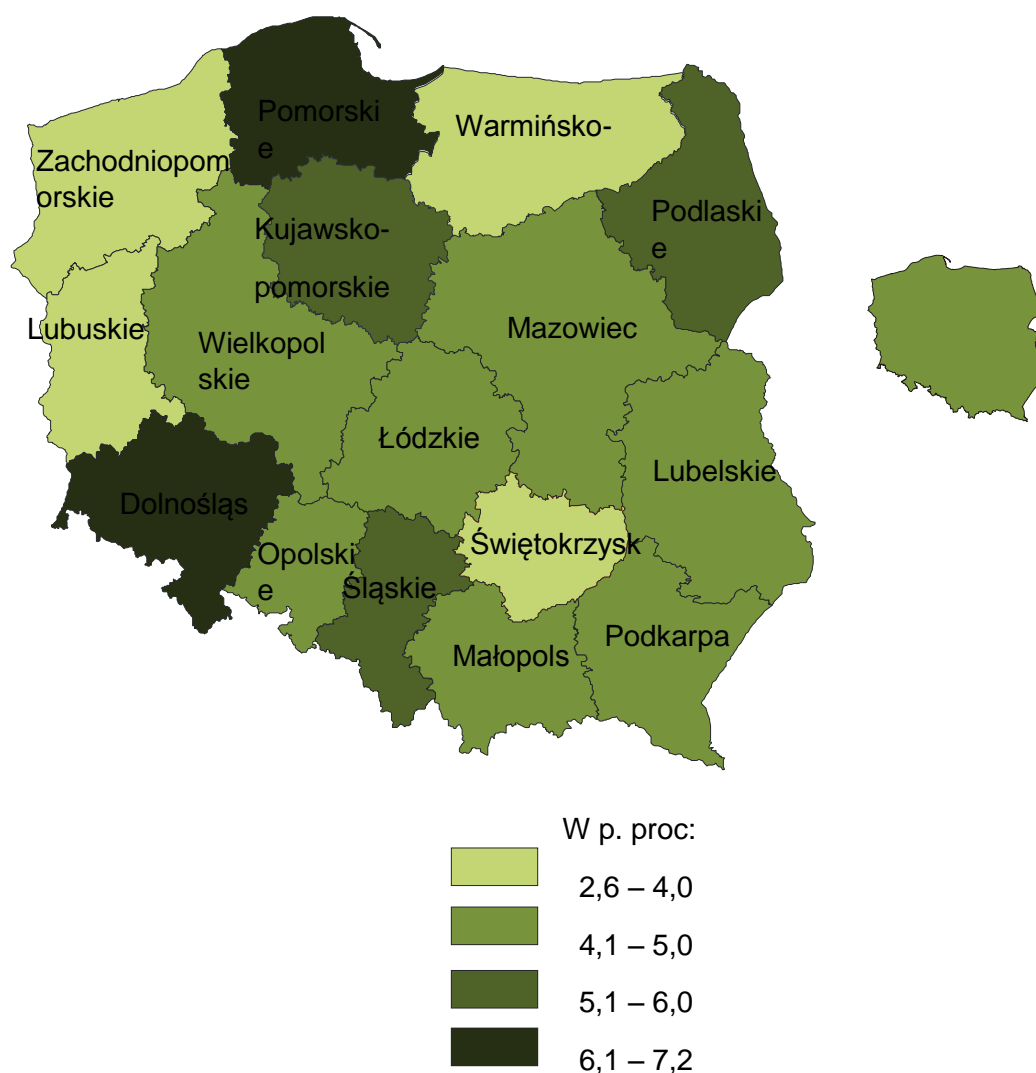 Pomorski
e
Warmińsko-
Zachodniopom
orskie
Podlaski
e
Kujawsko-
pomorskie
Lubuskie
Wielkopol
skie
Mazowiec
Łódzkie
Lubelskie
Dolnośląs
Opolski
e
Śląskie
Świętokrzysk
Małopols
Podkarpa
W p. proc:
2,6 – 4,0
4,1 – 5,0
5,1 – 6,0
6,1 – 7,2